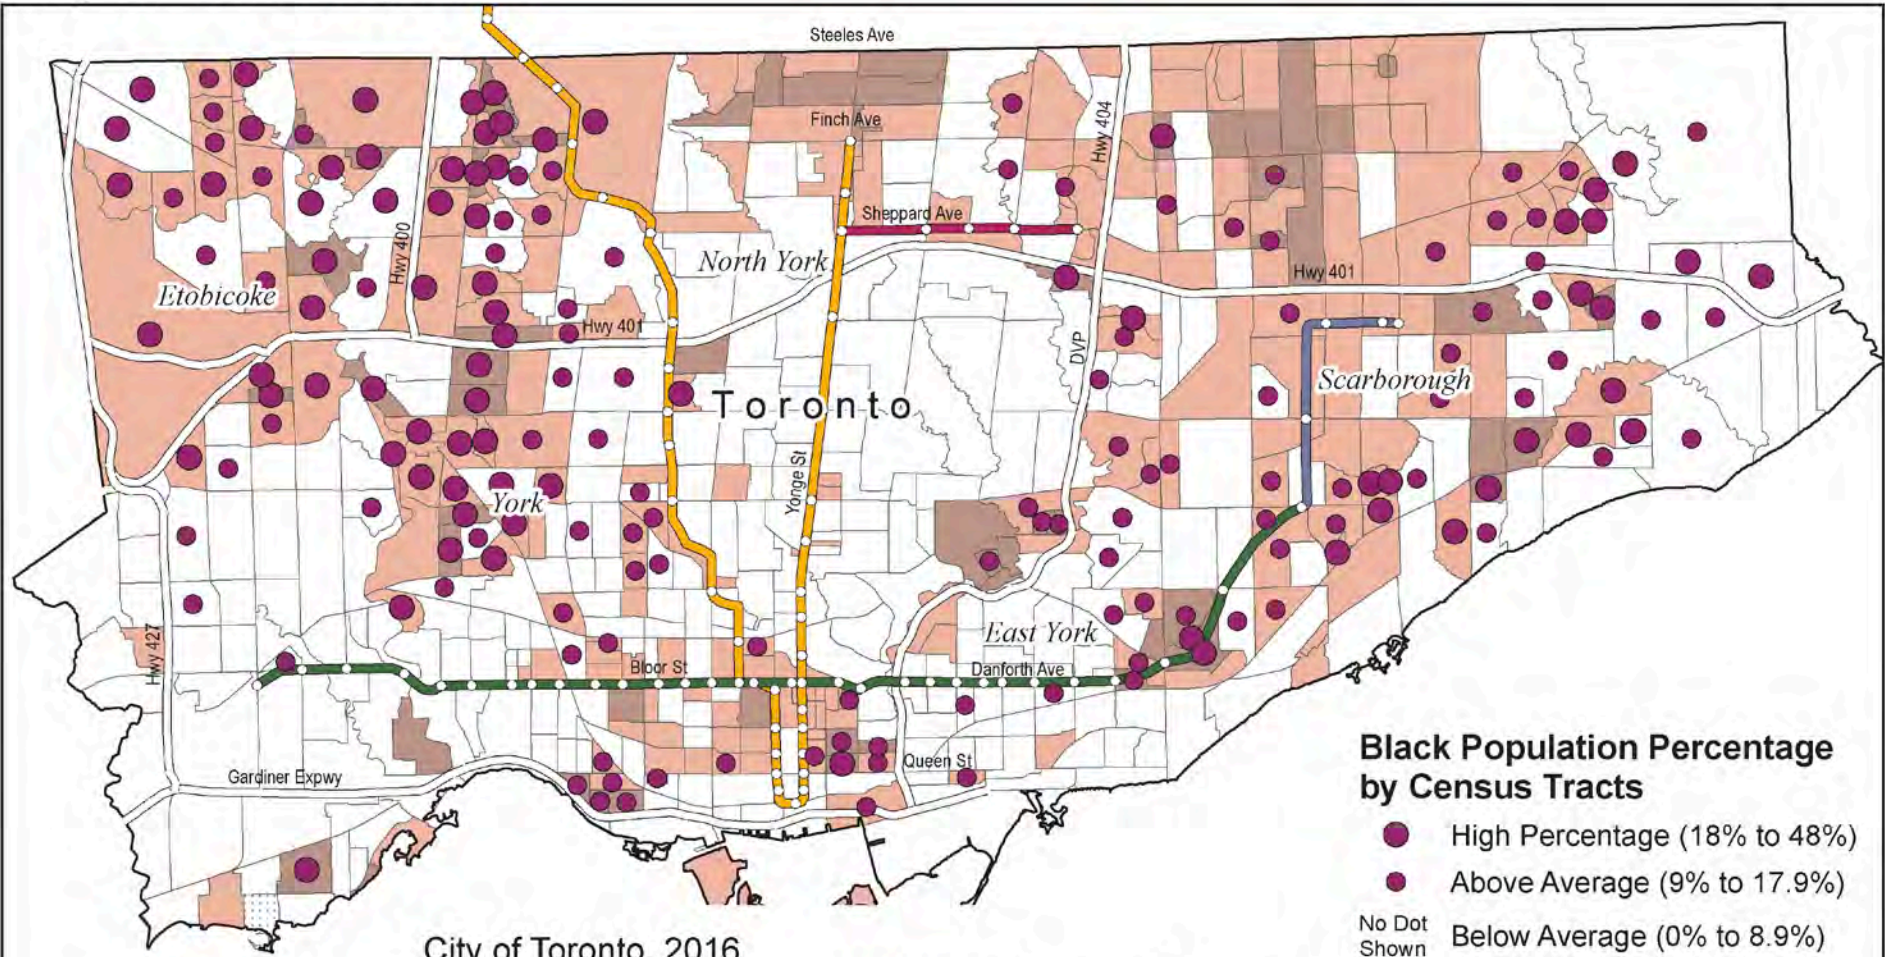 Steeles Ave
Finch Ave
Hwy 404
Sheppard Ave
Hwy 400
North York
Etobicoke
Hwy 401
Hwy 401
DVP
Scarborough
Toronto
Yonge St
York
East York
Hwy 427
Bloor St
Danforth Ave
Queen St
Gardiner Expwy
Black Population Percentage
by Census Tracts
High Percentage (18% to 48%)
Above Average (9% to 17.9%)
No Dot
Shown
Below Average (0% to 8.9%)
City of Toronto, 2016